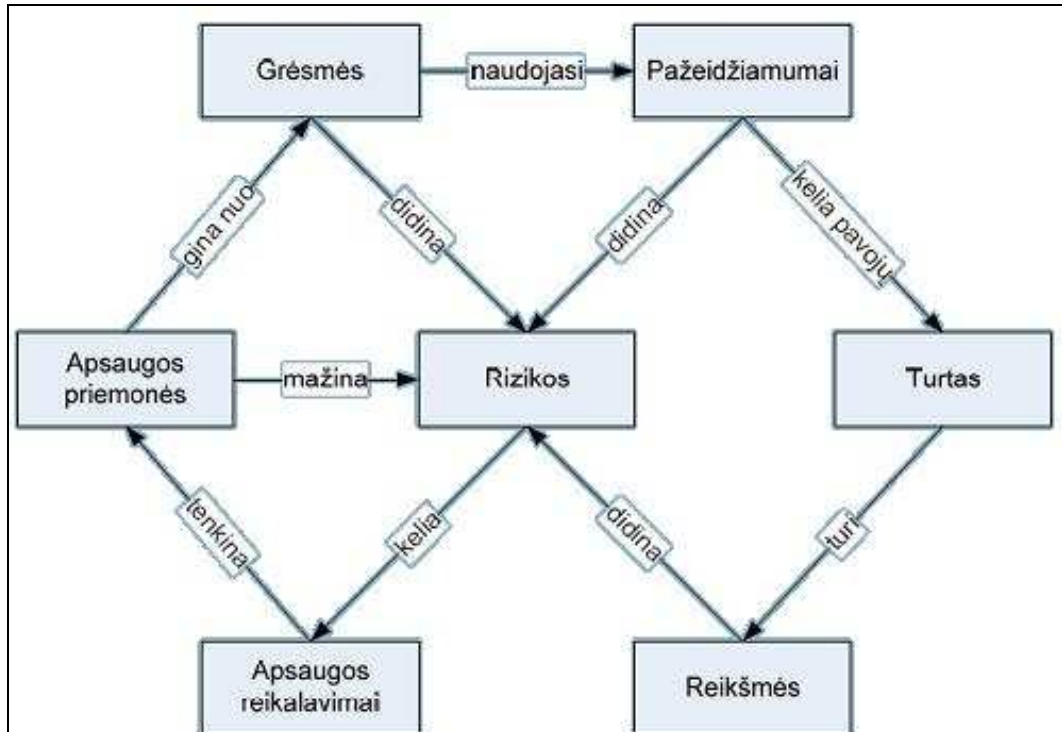 Grėsmės
naudojasi
Pažeidžiamumai
gina nuo
didina
didina
kelia pavojų
Apsaugos
priemonės
mažina
Rizikos
Turtas
tenkina
kelia
didina
turi
Apsaugos
reikalavimai
Reikšmės